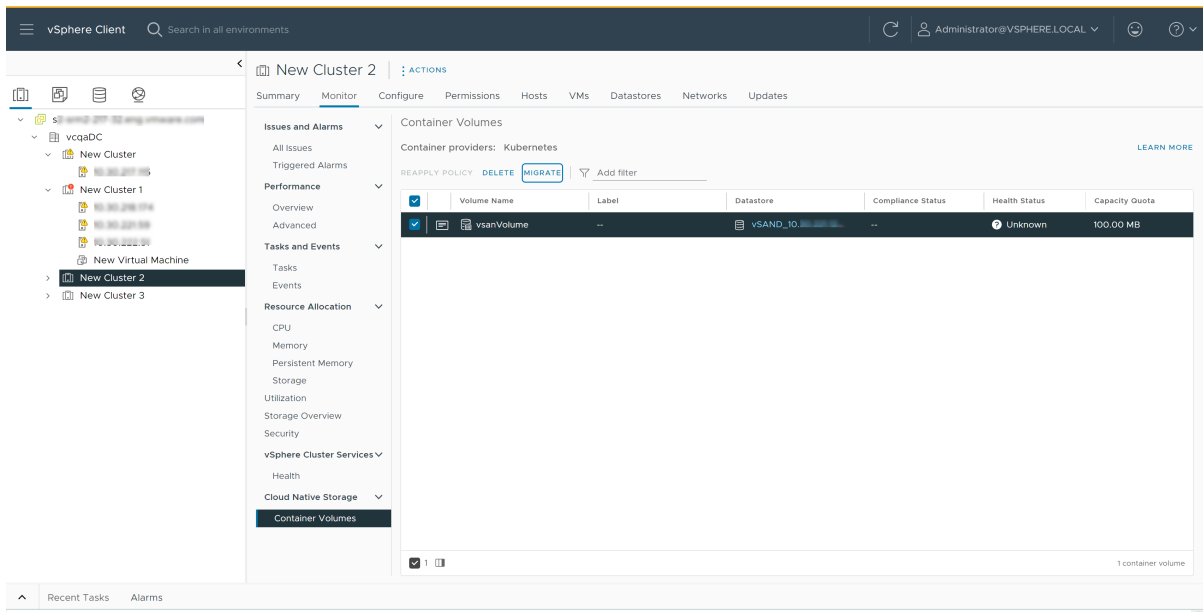 vSphere Client Search in all environments Administrator@VSPHERE.LOCAL
New Cluster 2 ACTIONS
Summary Monitor Configure Permissions Hosts VMs Datastores Networks Updates
vcqaDC
New Cluster
New Cluster 1
New Virtual Machine
New Cluster 2
New Cluster 3
Issues and Alarms
All Issues
Triggered Alarms
Performance
Overview
Advanced
Tasks and Events
Tasks
Events
Resource Allocation
CPU
Memory
Persistent Memory
Storage
Utilization
Storage Overview
Security
vSphere Cluster Services
Health
Cloud Native Storage
Container Volumes
Container Volumes
Container providers: Kubernetes LEARN MORE
REAPPLY POLICY DELETE MIGRATE Add filter
Volume Name Label Datastore Compliance Status Health Status Capacity Quota
vsanVolume -- vSAND_10. -- Unknown 100.00 MB
1 1 container volume
Recent Tasks Alarms